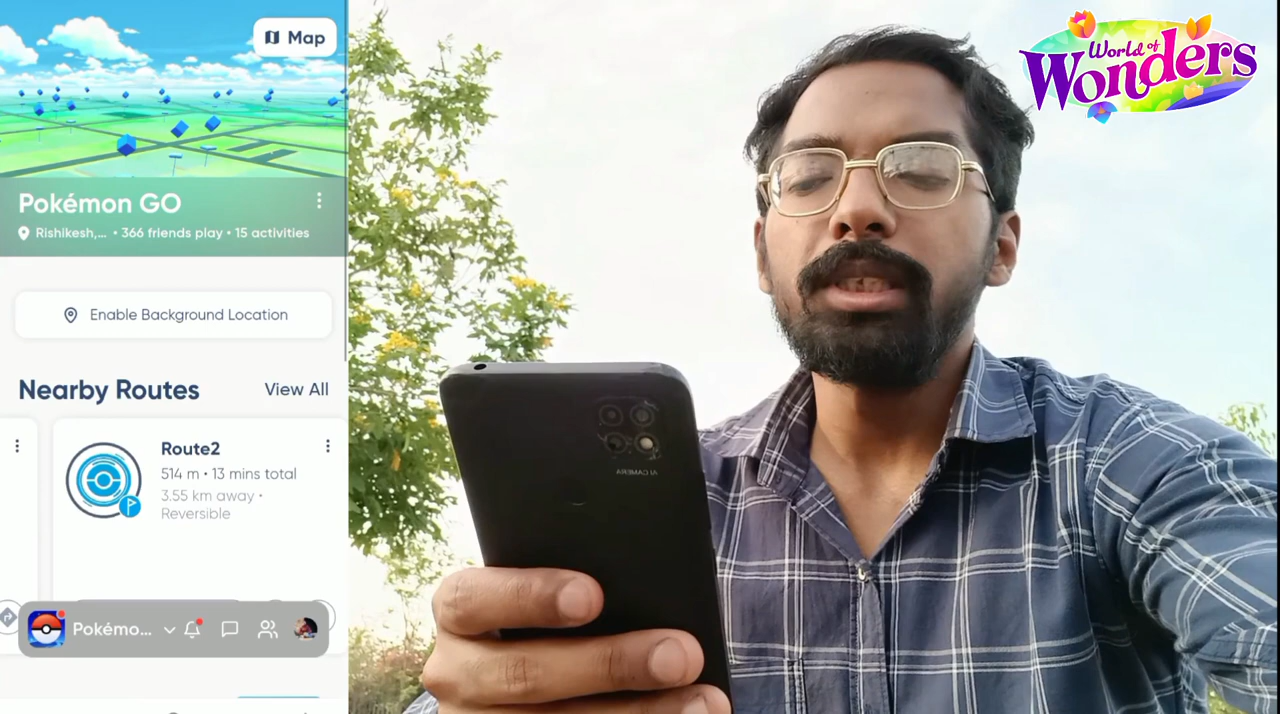 Map
Pokémon GO
Rishikesh,... • 366 friends play • 15 activities
Enable Background Location
Nearby Routes
View All
Route2
514 m • 13 mins total
3.55 km away •
Reversible
Pokémo...
World of
Wonders
AI CAMERA